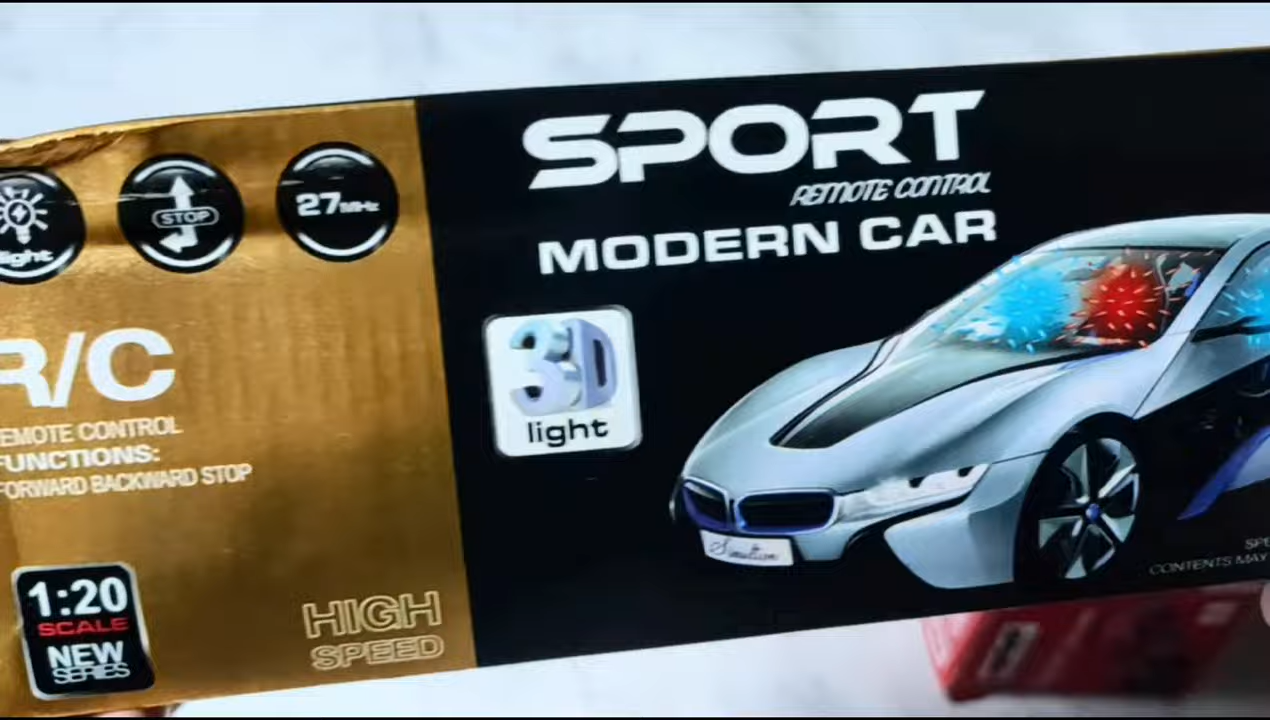 light
STOP
27MHz
R/C
REMOTE CONTROL
FUNCTIONS:
FORWARD BACKWARD STOP
1:20
SCALE
NEW
SERIES
HIGH
SPEED
SPORT
REMOTE CONTROL
MODERN CAR
3D
light
Simulation
CONTENTS MAY